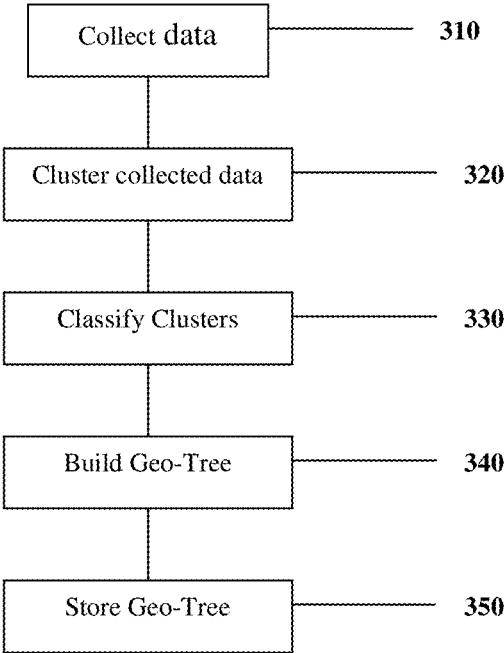 Collect data 310
Cluster collected data 320
Classify Clusters 330
Build Geo-Tree 340
Store Geo-Tree 350